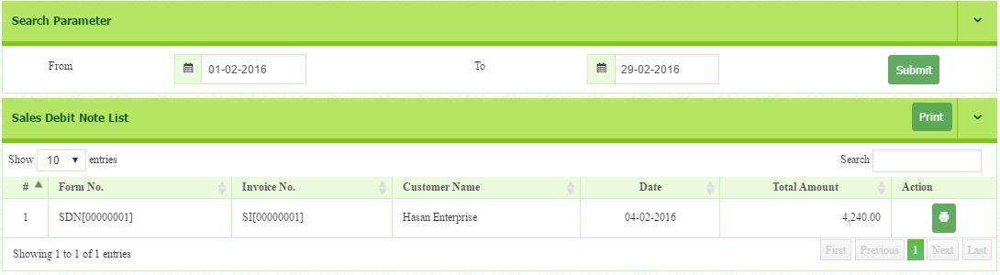 Search Parameter
From 01-02-2016 To 29-02-2016 Submit
Sales Debit Note List Print
Show 10 entries Search
# Form No. Invoice No. Customer Name Date Total Amount Action
1 SDN[00000001] SI[00000001] Hasan Enterprise 04-02-2016 4,240.00
Showing 1 to 1 of 1 entries First Previous 1 Next Last